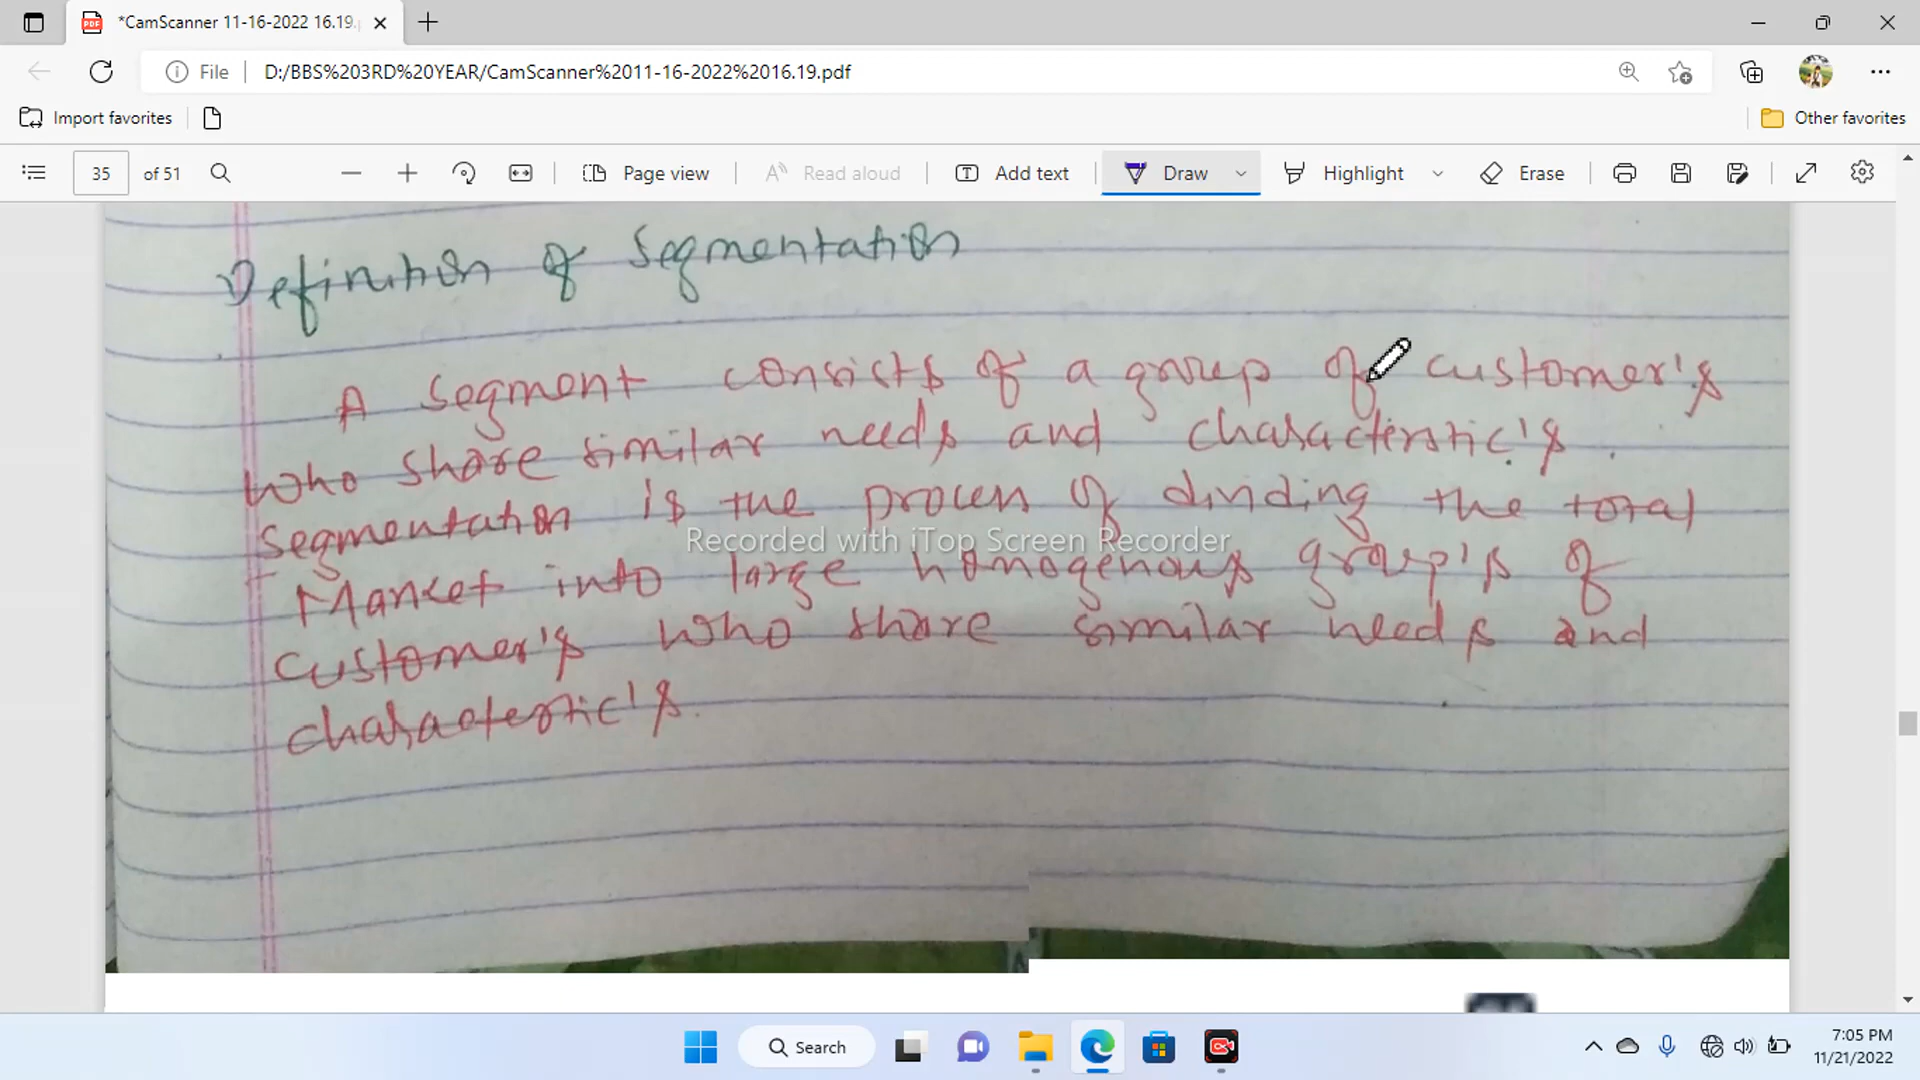 *CamScanner 11-16-2022 16.19.p
File
D:/BBS%203RD%20YEAR/CamScanner%2011-16-2022%2016.19.pdf
Import favorites
Other favorites
35 of 51
Page view
Read aloud
Add text
Draw
Highlight
Erase
Definition of Segmentation
A segment consists of a group of customer's
who share similar needs and charasteristic's.
segmentation is the process of dividing the total
Market into large homogenous group's of
customer's who share similar needs and
charasteristic's.
Recorded with iTop Screen Recorder
Search
7:05 PM
11/21/2022